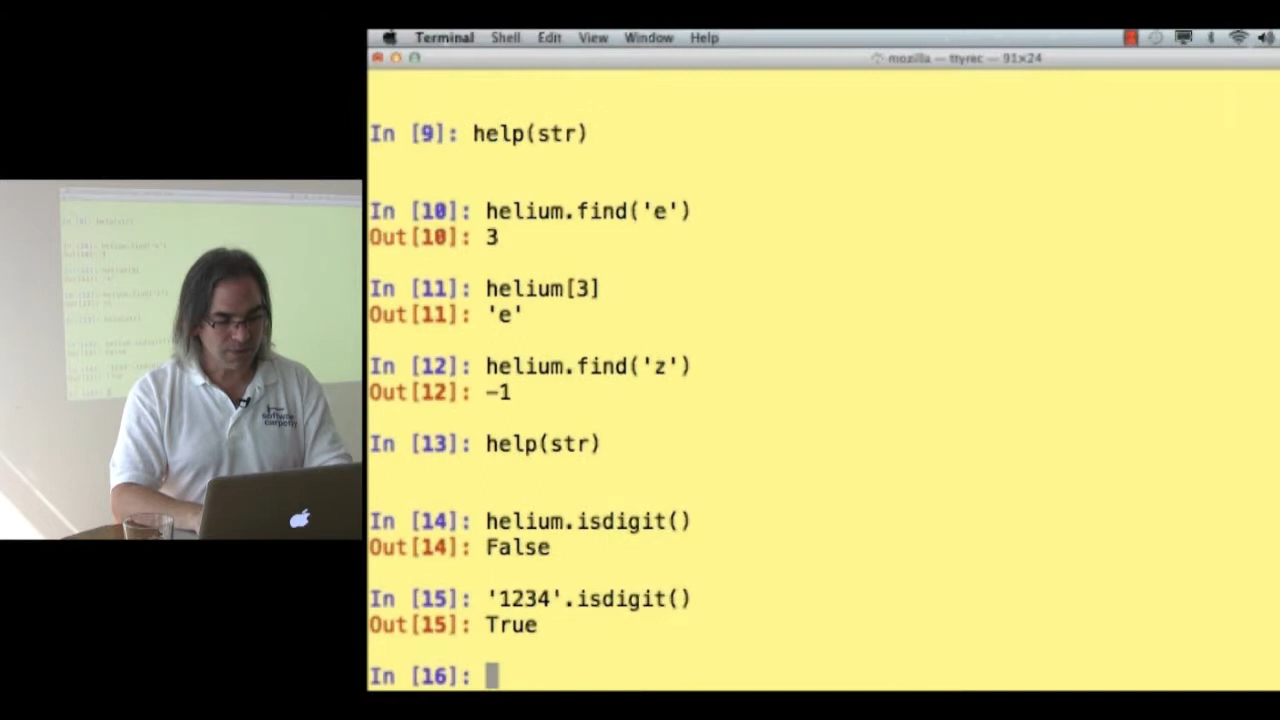 Terminal Shell Edit View Window Help
mozilla — ttyrec — 91×24
In [9]: help(str)
In [10]: helium.find('e')
Out[10]: 3
In [11]: helium[3]
Out[11]: 'e'
In [12]: helium.find('z')
Out[12]: -1
In [13]: help(str)
In [14]: helium.isdigit()
Out[14]: False
In [15]: '1234'.isdigit()
Out[15]: True
In [16]:
software
carpentry